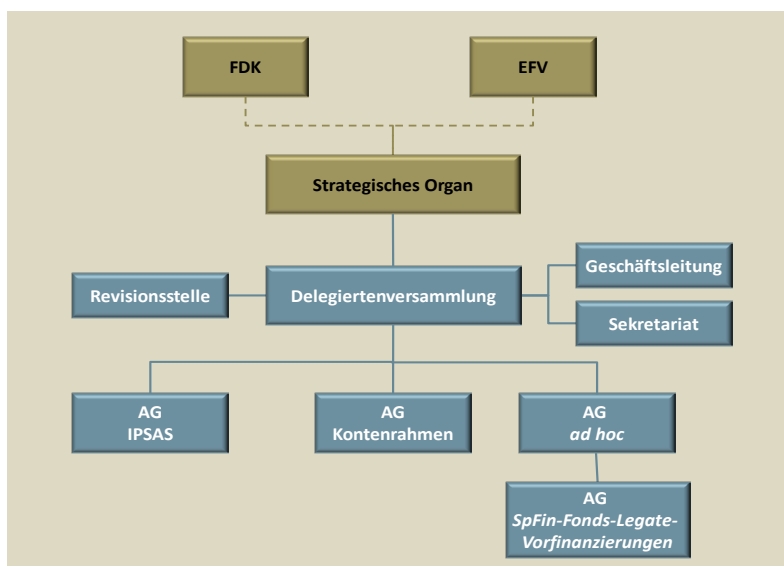 FDK
EFV
Strategisches Organ
Geschäftsleitung
Revisionsstelle
Delegiertenversammlung
Sekretariat
AG
IPSAS
AG
Kontenrahmen
AG
ad hoc
AG
SpFin-Fonds-Legate-
Vorfinanzierungen